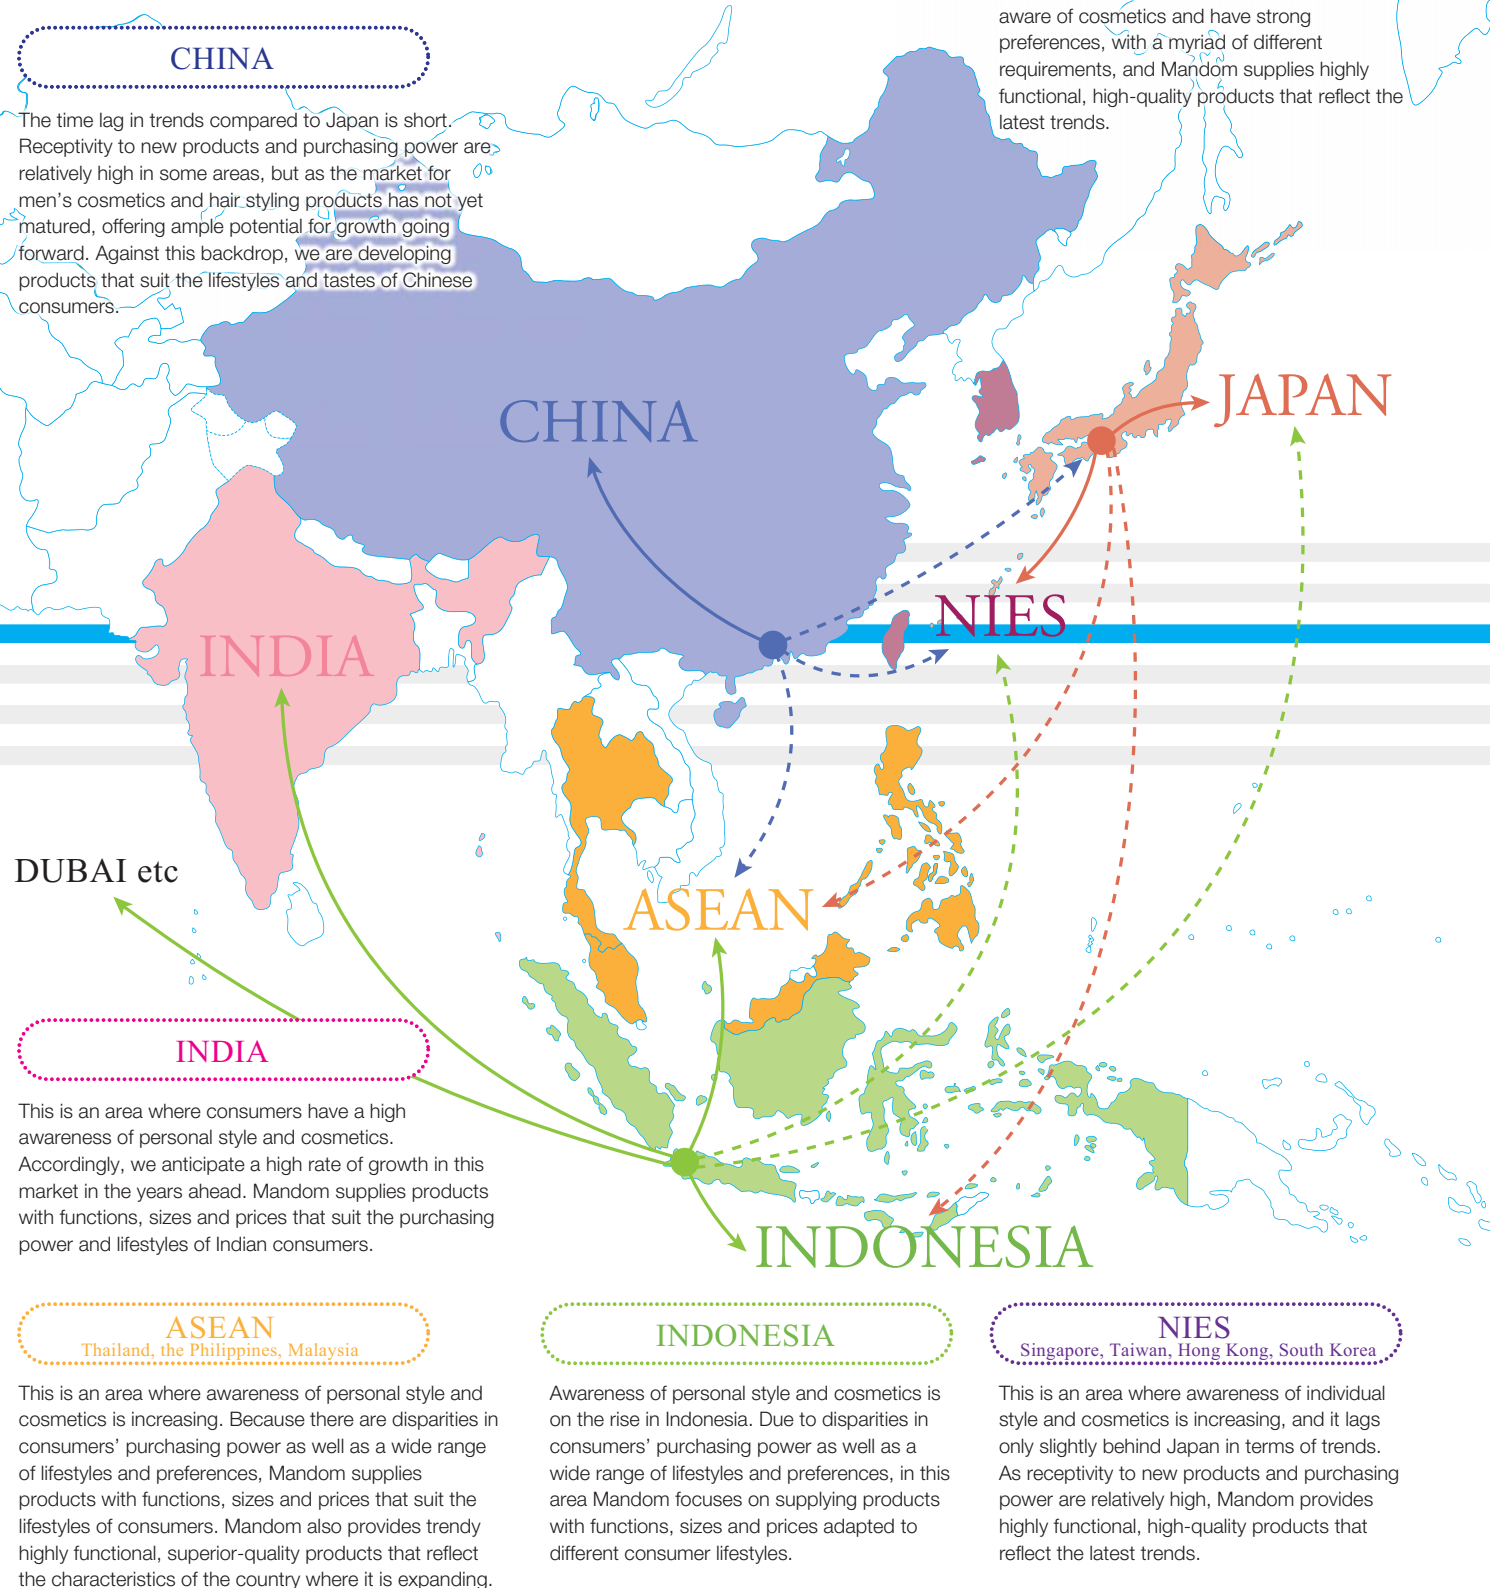 aware of cosmetics and have strong
preferences, with a myriad of different
requirements, and Mandom supplies highly
functional, high-quality products that reflect the
latest trends.
CHINA
The time lag in trends compared to Japan is short.
Receptivity to new products and purchasing power are
relatively high in some areas, but as the market for
men’s cosmetics and hair styling products has not yet
matured, offering ample potential for growth going
forward. Against this backdrop, we are developing
products that suit the lifestyles and tastes of Chinese
consumers.
CHINA
JAPAN
NIES
INDIA
DUBAI etc
ASEAN
INDONESIA
INDIA
This is an area where consumers have a high
awareness of personal style and cosmetics.
Accordingly, we anticipate a high rate of growth in this
market in the years ahead. Mandom supplies products
with functions, sizes and prices that suit the purchasing
power and lifestyles of Indian consumers.
ASEAN
Thailand, the Philippines, Malaysia
This is an area where awareness of personal style and
cosmetics is increasing. Because there are disparities in
consumers’ purchasing power as well as a wide range
of lifestyles and preferences, Mandom supplies
products with functions, sizes and prices that suit the
lifestyles of consumers. Mandom also provides trendy
highly functional, superior-quality products that reflect
the characteristics of the country where it is expanding.
INDONESIA
Awareness of personal style and cosmetics is
on the rise in Indonesia. Due to disparities in
consumers’ purchasing power as well as a
wide range of lifestyles and preferences, in this
area Mandom focuses on supplying products
with functions, sizes and prices adapted to
different consumer lifestyles.
NIES
Singapore, Taiwan, Hong Kong, South Korea
This is an area where awareness of individual
style and cosmetics is increasing, and it lags
only slightly behind Japan in terms of trends.
As receptivity to new products and purchasing
power are relatively high, Mandom provides
highly functional, high-quality products that
reflect the latest trends.